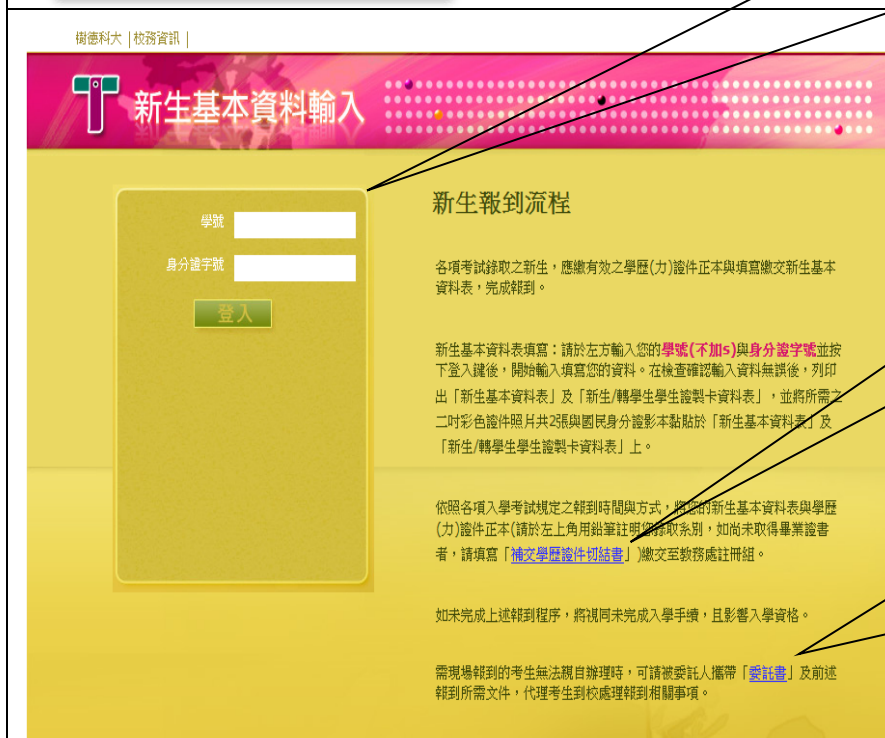 樹德科大 | 校務資訊 |
新生基本資料輸入
學號
身分證字號
登入
新生報到流程
各項考試錄取之新生，應繳有效之學歷(力)證件正本與填寫繳交新生基本
資料表，完成報到。
新生基本資料表填寫：請於左方輸入您的學號(不加s)與身分證字號並按
下登入鍵後，開始輸入填寫您的資料。在檢查確認輸入資料無誤後，列印
出「新生基本資料表」及「新生/轉學生學生證製卡資料表」，並將所需之
二吋彩色證件照片共2張與國民身分證影本黏貼於「新生基本資料表」及
「新生/轉學生學生證製卡資料表」上。
依照各項入學考試規定之報到時間與方式，將您的新生基本資料表與學歷
(力)證件正本(請於左上角用鉛筆註明您錄取系別，如尚未取得畢業證書
者，請填寫「補交學歷證件切結書」)繳交至教務處註冊組。
如未完成上述報到程序，將視同未完成入學手續，且影響入學資格。
需現場報到的考生無法親自辦理時，可請被委託人攜帶「委託書」及前述
報到所需文件，代理考生到校處理報到相關事項。